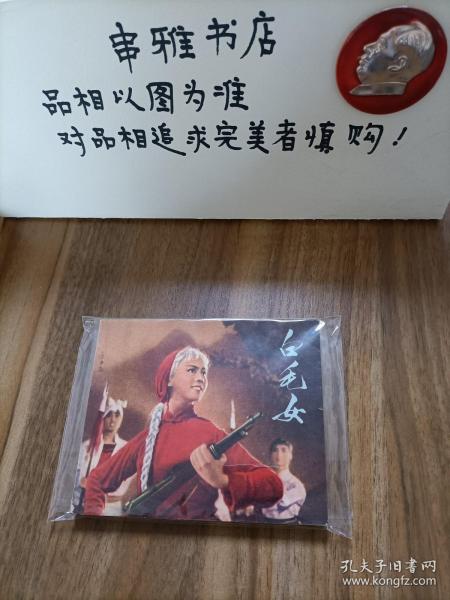 串雅书店
品相以图为准
对品相追求完美者慎购！
白毛女
孔夫子旧书网
www.kongfz.com